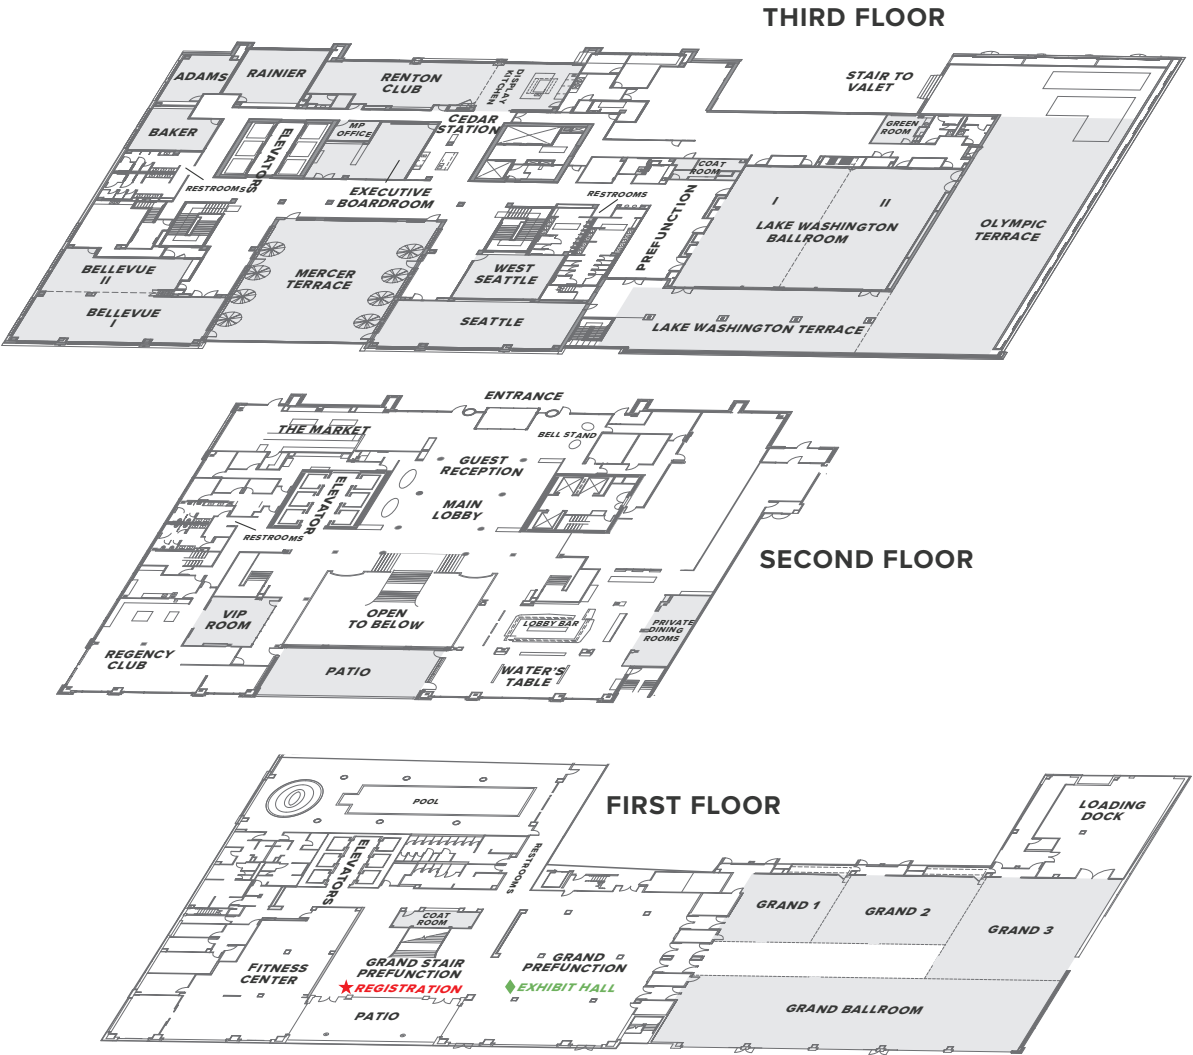 THIRD FLOOR
ADAMS
RAINIER
RENTON
CLUB
DISPLAY
KITCHEN
STAIR TO
VALET
BAKER
ELEVATORS
MP
OFFICE
CEDAR
STATION
GREEN
ROOM
COAT
ROOM
RESTROOMS
EXECUTIVE
BOARDROOM
RESTROOMS
PREFUNCTION
I
II
LAKE WASHINGTON
BALLROOM
OLYMPIC
TERRACE
BELLEVUE
II
MERCER
TERRACE
WEST
SEATTLE
BELLEVUE
I
SEATTLE
LAKE WASHINGTON TERRACE
ENTRANCE
THE MARKET
BELL STAND
GUEST
RECEPTION
ELEVATOR
MAIN
LOBBY
RESTROOMS
SECOND FLOOR
VIP
ROOM
OPEN
TO BELOW
LOBBY BAR
PRIVATE
DINING
ROOMS
REGENCY
CLUB
PATIO
WATER'S
TABLE
FIRST FLOOR
POOL
LOADING
DOCK
ELEVATORS
RESTROOMS
COAT
ROOM
GRAND 1
GRAND 2
GRAND 3
FITNESS
CENTER
GRAND STAIR
PREFUNCTION
REGISTRATION
GRAND
PREFUNCTION
EXHIBIT HALL
PATIO
GRAND BALLROOM